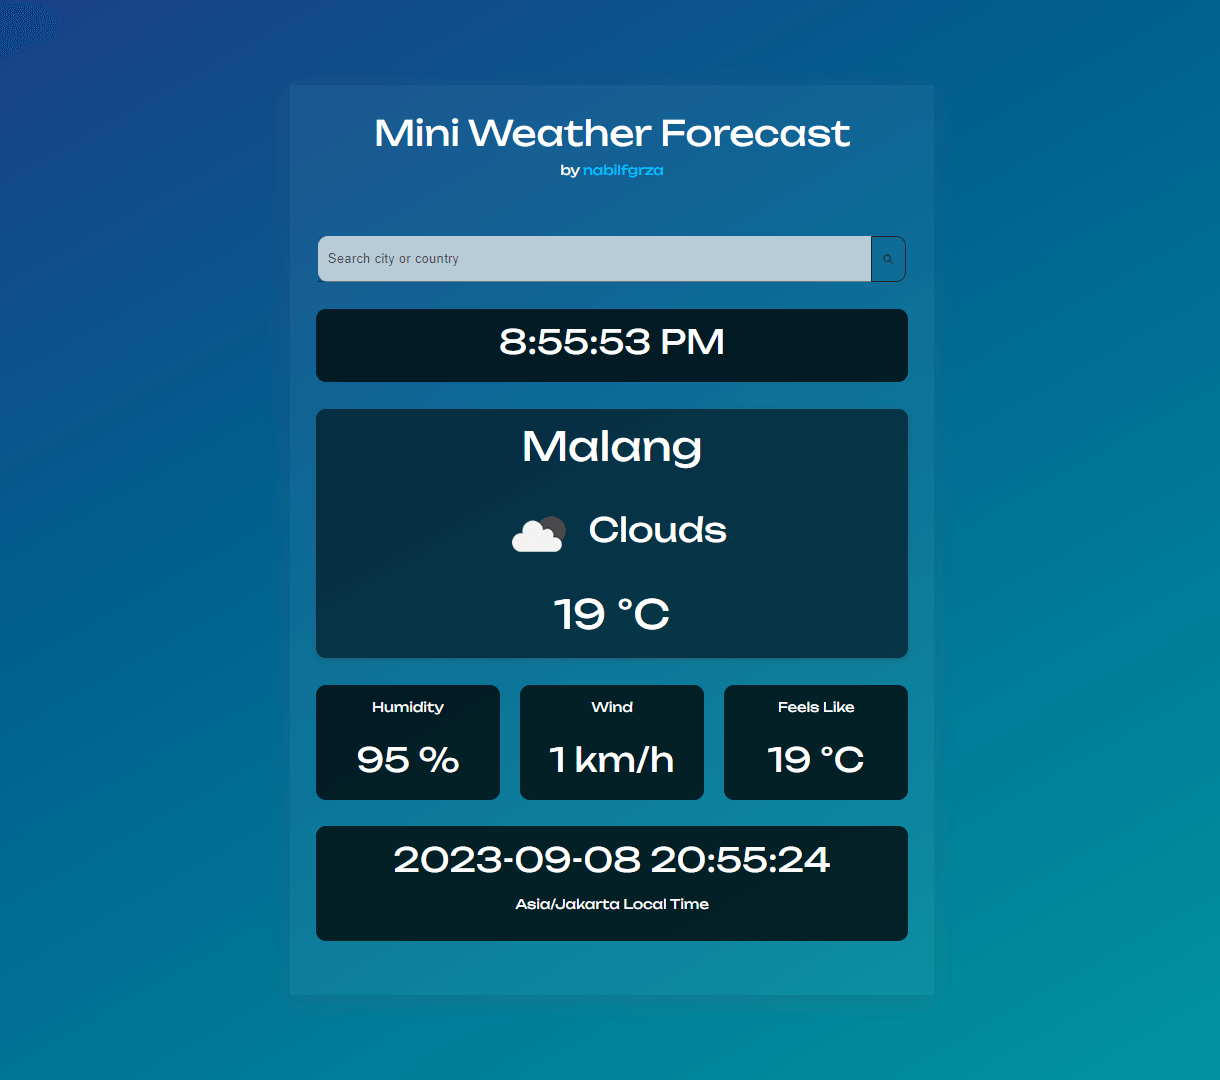 Mini Weather Forecast
by nabilfgrza
Search city or country
8:55:53 PM
Malang
Clouds
19 °C
Humidity
95 %
Wind
1 km/h
Feels Like
19 °C
2023-09-08 20:55:24
Asia/Jakarta Local Time